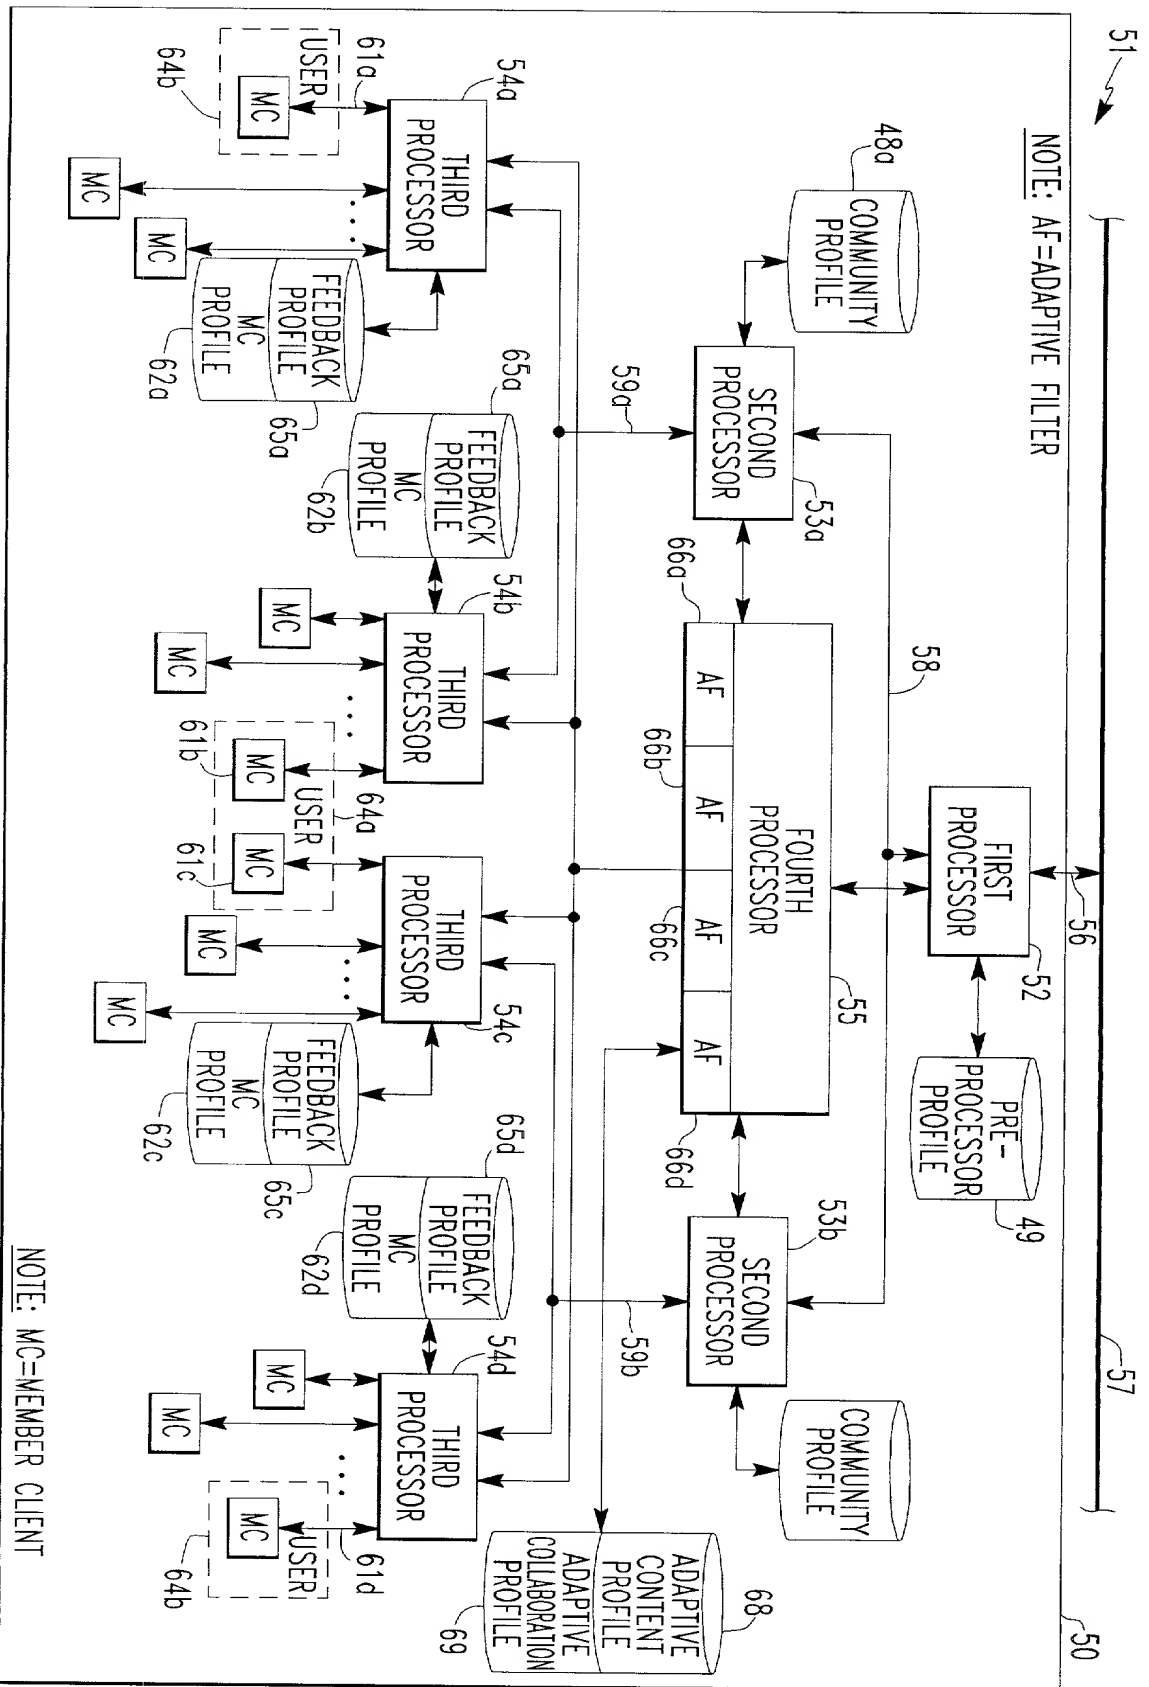 51
NOTE: AF=ADAPTIVE FILTER
57
50
56
FIRST
PROCESSOR
52
PRE-
PROCESSOR
PROFILE
49
58
48a
COMMUNITY
PROFILE
SECOND
PROCESSOR
53a
59a
FOURTH
PROCESSOR
55
AF
AF
AF
AF
66a
66b
66c
66d
53b
SECOND
PROCESSOR
59b
COMMUNITY
PROFILE
68
ADAPTIVE
CONTENT
PROFILE
ADAPTIVE
COLLABORATION
PROFILE
69
54a
THIRD
PROCESSOR
61a
USER
MC
64b
MC
...
MC
FEEDBACK
PROFILE
MC
PROFILE
62a
65a
65a
FEEDBACK
PROFILE
MC
PROFILE
62b
54b
THIRD
PROCESSOR
MC
MC
...
61b
MC
USER
64a
MC
61c
THIRD
PROCESSOR
54c
MC
...
MC
FEEDBACK
PROFILE
MC
PROFILE
62c
65c
65d
FEEDBACK
PROFILE
MC
PROFILE
62d
54d
THIRD
PROCESSOR
MC
MC
...
MC
USER
61d
64b
NOTE: MC=MEMBER CLIENT